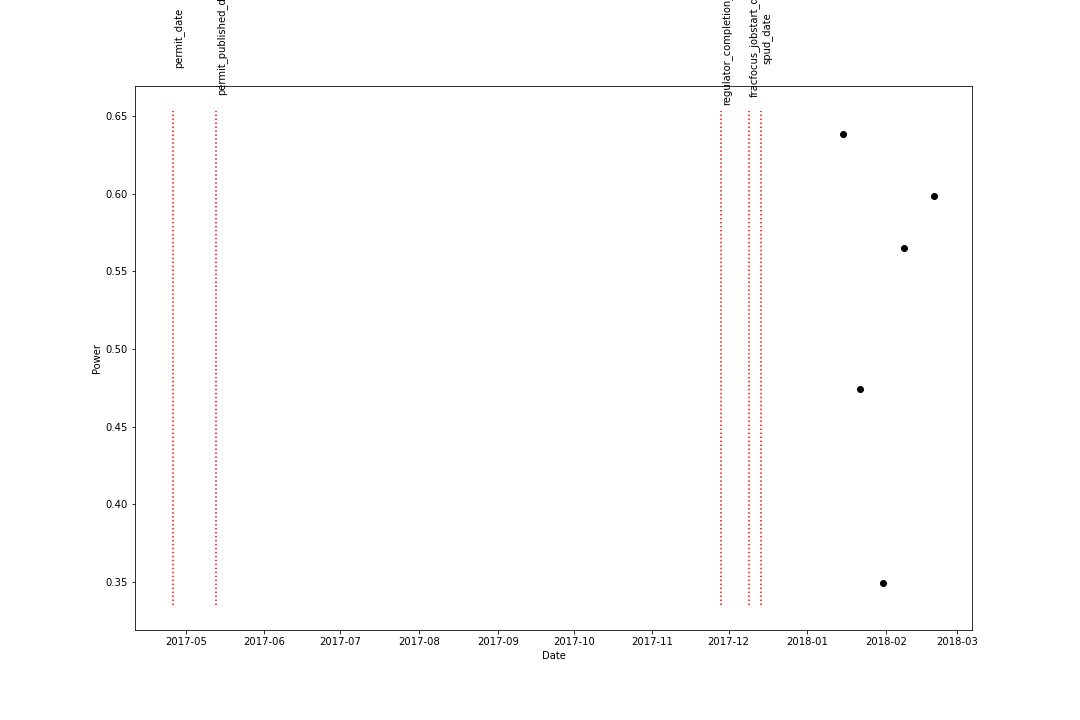 permit_date
permit_published_d
regulator_completion_
fracfocus_jobstart_d
spud_date
0.65
0.60
0.55
0.50
0.45
0.40
0.35
Power
2017-05 2017-06 2017-07 2017-08 2017-09 2017-10 2017-11 2017-12 2018-01 2018-02 2018-03
Date